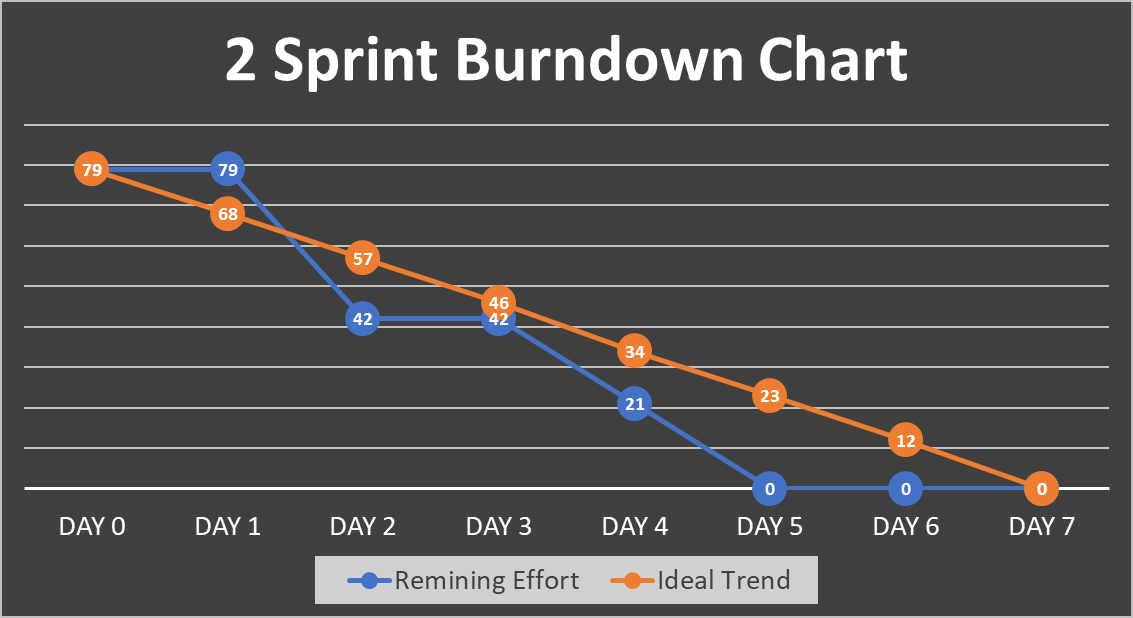 2 Sprint Burndown Chart
79 79
68
57
46
42 42
34
21 23
12
0 0 0
DAY 0 DAY 1 DAY 2 DAY 3 DAY 4 DAY 5 DAY 6 DAY 7
Remining Effort Ideal Trend